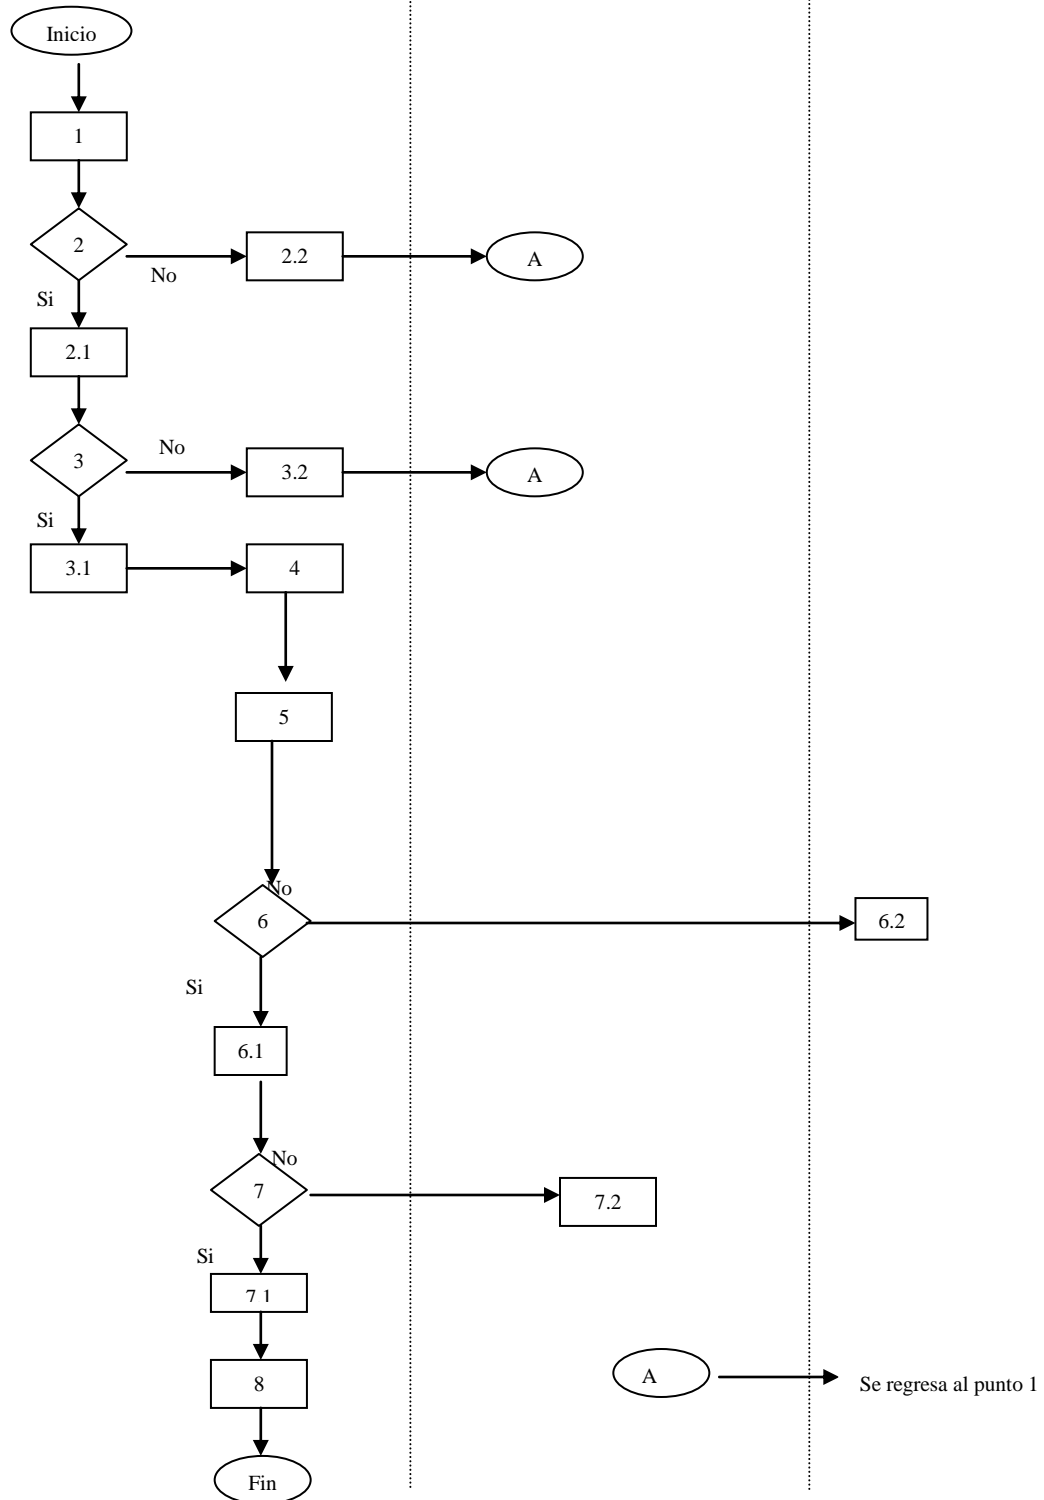 Inicio
1
2
No
2.2
A
Si
2.1
3
No
3.2
A
Si
3.1
4
5
No
6
6.2
Si
6.1
No
7
7.2
Si
7.1
8
A
Se regresa al punto 1
Fin